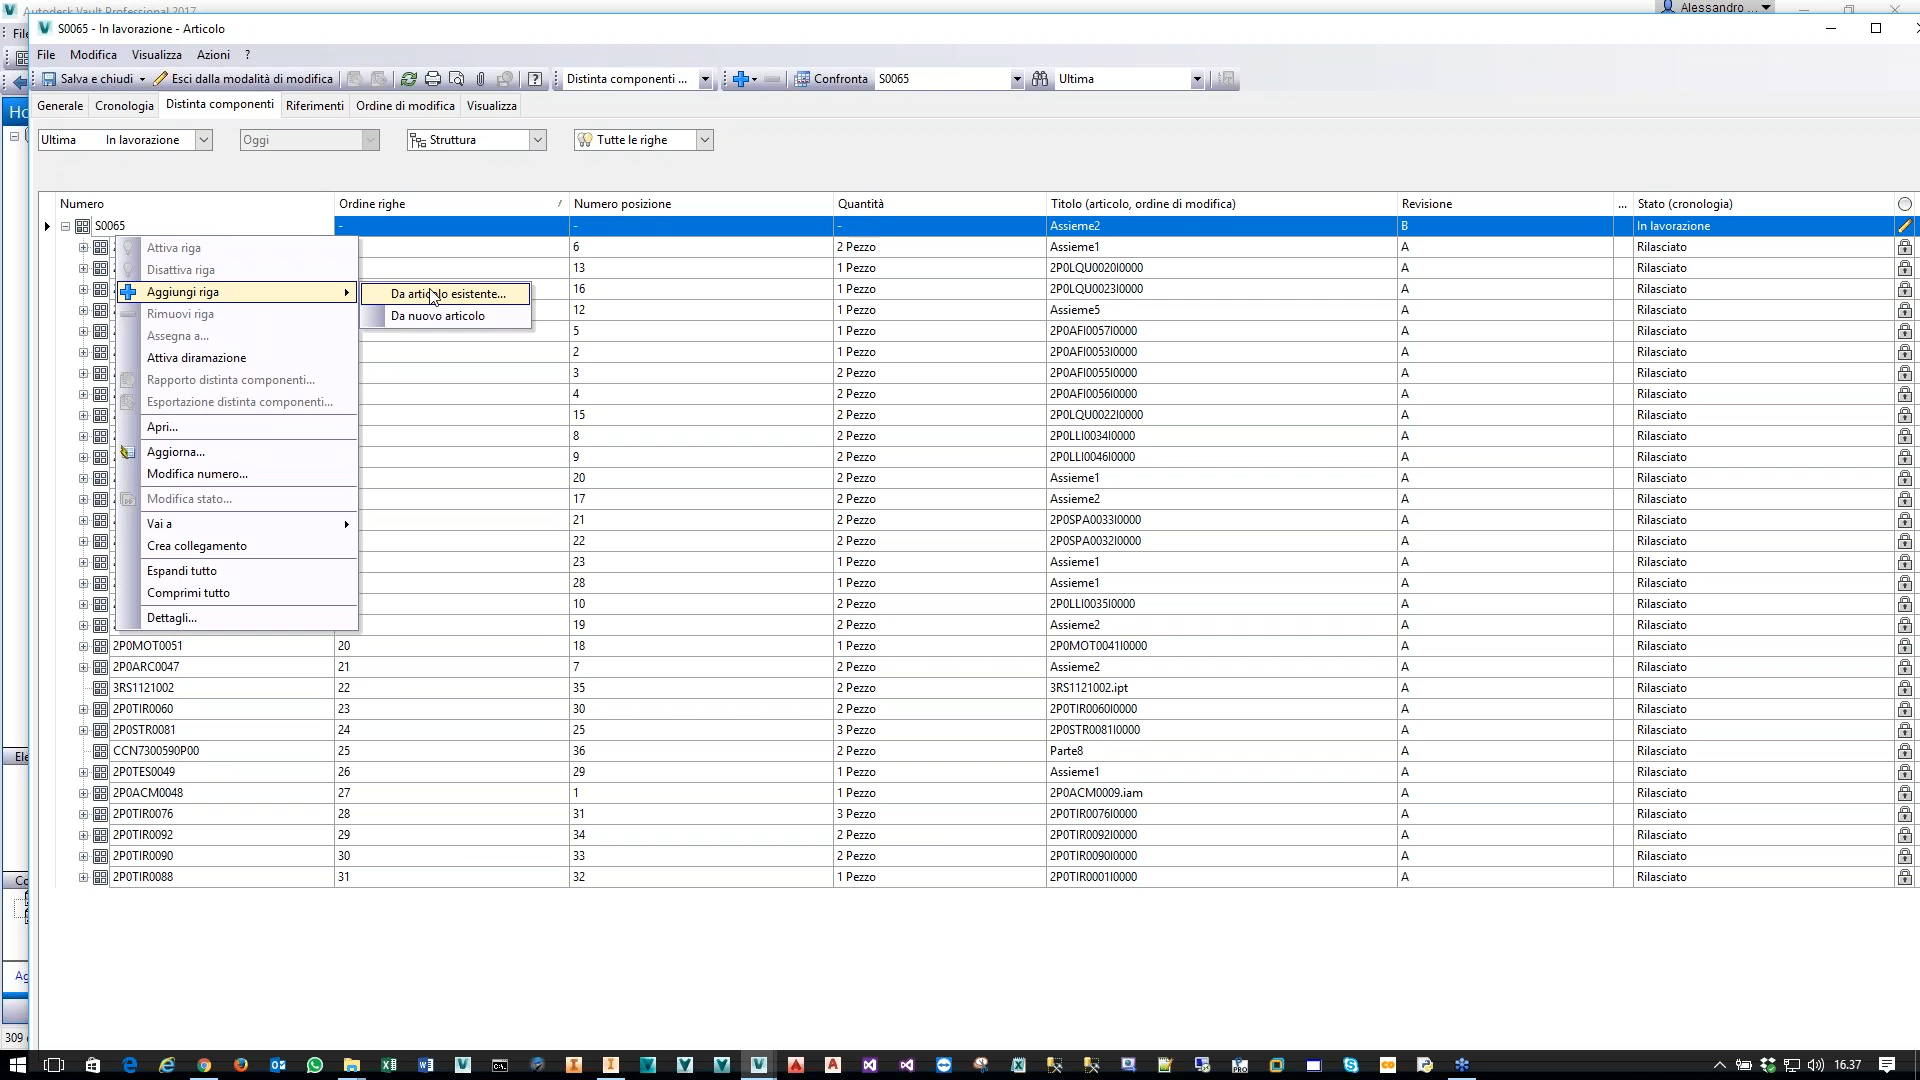 Autodesk Vault Professional 2017
Alessandro ...
S0065 - In lavorazione - Articolo
File Modifica Visualizza Azioni ?
Salva e chiudi Esci dalla modalità di modifica Distinta componenti ... Confronta S0065 Ultima
Generale Cronologia Distinta componenti Riferimenti Ordine di modifica Visualizza
Ultima In lavorazione Oggi Struttura Tutte le righe
Numero Ordine righe / Numero posizione Quantità Titolo (articolo, ordine di modifica) Revisione ... Stato (cronologia)
S0065 - - - Assieme2 B In lavorazione
6 2 Pezzo Assieme1 A Rilasciato
13 1 Pezzo 2P0LQU0020I0000 A Rilasciato
16 1 Pezzo 2P0LQU0023I0000 A Rilasciato
12 1 Pezzo Assieme5 A Rilasciato
5 1 Pezzo 2P0AFI0057I0000 A Rilasciato
2 1 Pezzo 2P0AFI0053I0000 A Rilasciato
3 2 Pezzo 2P0AFI0055I0000 A Rilasciato
4 2 Pezzo 2P0AFI0056I0000 A Rilasciato
15 2 Pezzo 2P0LQU0022I0000 A Rilasciato
8 2 Pezzo 2P0LLI0034I0000 A Rilasciato
9 2 Pezzo 2P0LLI0046I0000 A Rilasciato
20 2 Pezzo Assieme1 A Rilasciato
17 2 Pezzo Assieme2 A Rilasciato
21 2 Pezzo 2P0SPA0033I0000 A Rilasciato
22 2 Pezzo 2P0SPA0032I0000 A Rilasciato
23 1 Pezzo Assieme1 A Rilasciato
28 2 Pezzo Assieme1 A Rilasciato
10 2 Pezzo 2P0LLI0035I0000 A Rilasciato
19 2 Pezzo Assieme2 A Rilasciato
2P0MOT0051 20 18 1 Pezzo 2P0MOT0041I0000 A Rilasciato
2P0ARC0047 21 7 2 Pezzo Assieme2 A Rilasciato
3RS1121002 22 35 2 Pezzo 3RS1121002.ipt A Rilasciato
2P0TIR0060 23 30 2 Pezzo 2P0TIR0060I0000 A Rilasciato
2P0STR0081 24 25 3 Pezzo 2P0STR0081I0000 A Rilasciato
CCN7300590P00 25 36 2 Pezzo Parte8 A Rilasciato
2P0TES0049 26 29 1 Pezzo Assieme1 A Rilasciato
2P0ACM0048 27 1 1 Pezzo 2P0ACM0009.iam A Rilasciato
2P0TIR0076 28 31 3 Pezzo 2P0TIR0076I0000 A Rilasciato
2P0TIR0092 29 34 2 Pezzo 2P0TIR0092I0000 A Rilasciato
2P0TIR0090 30 33 2 Pezzo 2P0TIR0090I0000 A Rilasciato
2P0TIR0088 31 32 1 Pezzo 2P0TIR0001I0000 A Rilasciato
Attiva riga
Disattiva riga
Aggiungi riga
Rimuovi riga
Assegna a...
Attiva diramazione
Rapporto distinta componenti...
Esportazione distinta componenti...
Apri...
Aggiorna...
Modifica numero...
Modifica stato...
Vai a
Crea collegamento
Espandi tutto
Comprimi tutto
Dettagli...
Da articolo esistente...
Da nuovo articolo
309
16.37